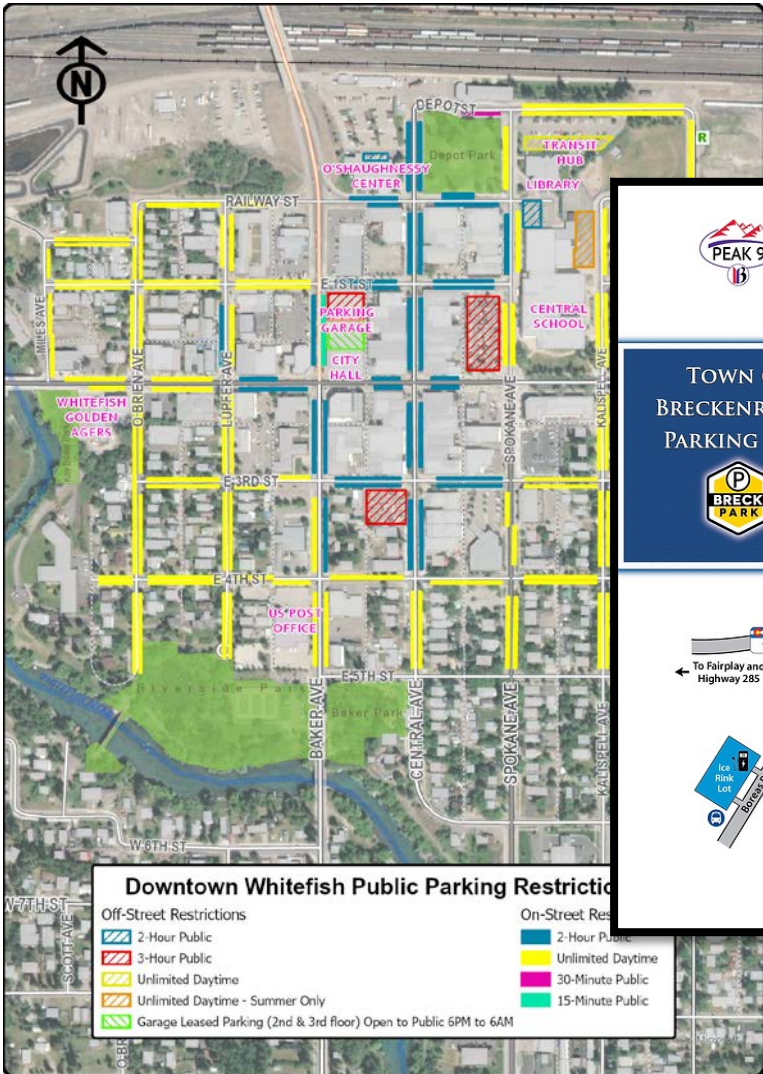 N
DEPOT ST
Depot Park
R
TRANSIT
HUB
O'SHAUGHNESSY
CENTER
LIBRARY
RAILWAY ST
E 1ST ST
PARKING
GARAGE
CITY
HALL
CENTRAL
SCHOOL
MILES AVE
O'BRIEN AVE
LUPFER AVE
SPOKANE AVE
KALISPELL AVE
WHITEFISH
GOLDEN
AGERS
E 3RD ST
E 4TH ST
US POST
OFFICE
E 5TH ST
Riverside Park
Baker Park
BAKER AVE
CENTRAL AVE
SPOKANE AVE
KALISPELL AVE
W 6TH ST
W 7TH ST
SCOTT AVE
O'BR
Downtown Whitefish Public Parking Restrictio
Off-Street Restrictions
2-Hour Public
3-Hour Public
Unlimited Daytime
Unlimited Daytime - Summer Only
Garage Leased Parking (2nd & 3rd floor) Open to Public 6PM to 6AM
On-Street Res
2-Hour Public
Unlimited Daytime
30-Minute Public
15-Minute Public
PEAK 9
B
TOWN
BRECKENR
PARKING
P
BRECK
PARK
To Fairplay and
Highway 285
Ice
Rink
Lot
Boreas P